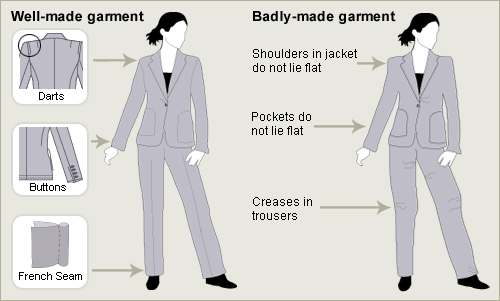 Well-made garment
Darts
Buttons
French Seam
Badly-made garment
Shoulders in jacket
do not lie flat
Pockets do
not lie flat
Creases in
trousers